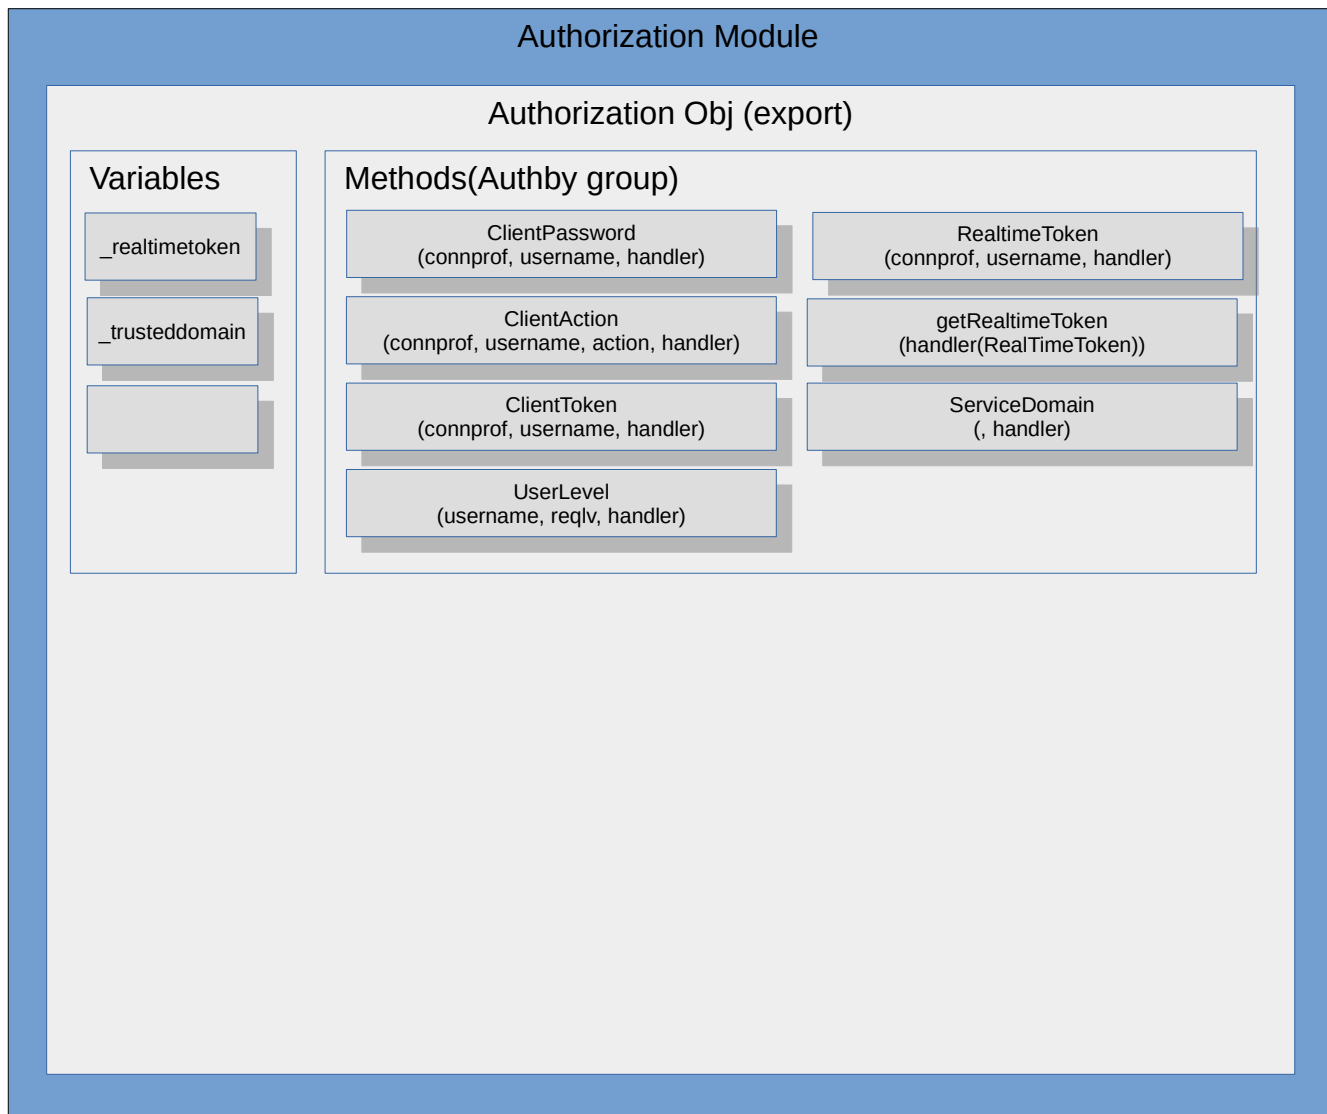 Authorization Module
Authorization Obj (export)
Variables
_realtimetoken
_trusteddomain
Methods(Authby group)
ClientPassword
(connprof, username, handler)
ClientAction
(connprof, username, action, handler)
ClientToken
(connprof, username, handler)
UserLevel
(username, reqlv, handler)
RealtimeToken
(connprof, username, handler)
getRealtimeToken
(handler(RealTimeToken))
ServiceDomain
(, handler)